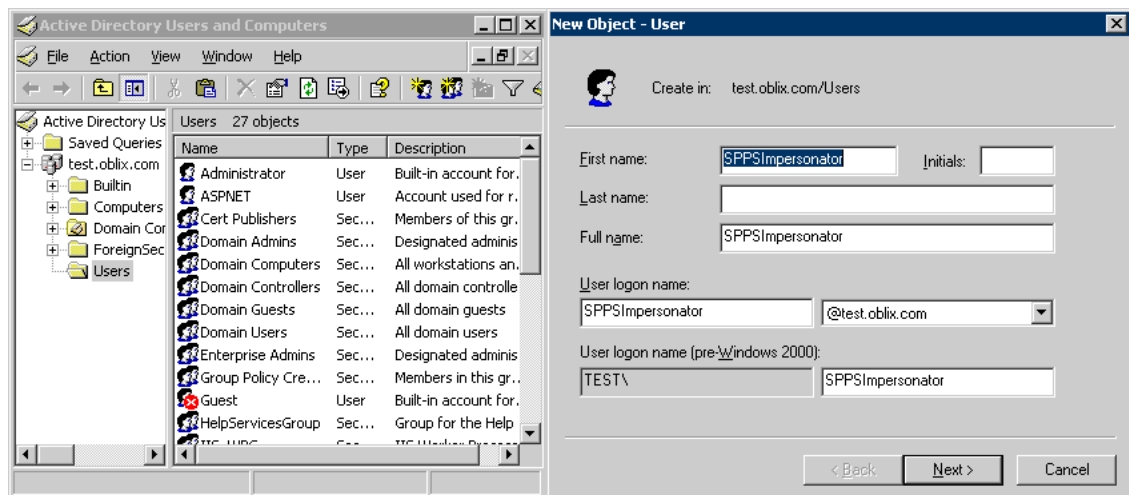 Active Directory Users and Computers
File Action View Window Help
Active Directory Us
Saved Queries
test.oblix.com
Builtin
Computers
Domain Cor
ForeignSec
Users
Users 27 objects
Name Type Description
Administrator User Built-in account for.
ASPNET User Account used for r.
Cert Publishers Sec... Members of this gr.
Domain Admins Sec... Designated adminis
Domain Computers Sec... All workstations an.
Domain Controllers Sec... All domain controlle
Domain Guests Sec... All domain guests
Domain Users Sec... All domain users
Enterprise Admins Sec... Designated adminis
Group Policy Cre... Sec... Members in this gr..
Guest User Built-in account for.
HelpServicesGroup Sec... Group for the Help
New Object - User
Create in: test.oblix.com/Users
First name: SPPSImpersonator Initials:
Last name:
Full name: SPPSImpersonator
User logon name:
SPPSImpersonator @test.oblix.com
User logon name (pre-Windows 2000):
TEST\ SPPSImpersonator
< Back Next > Cancel